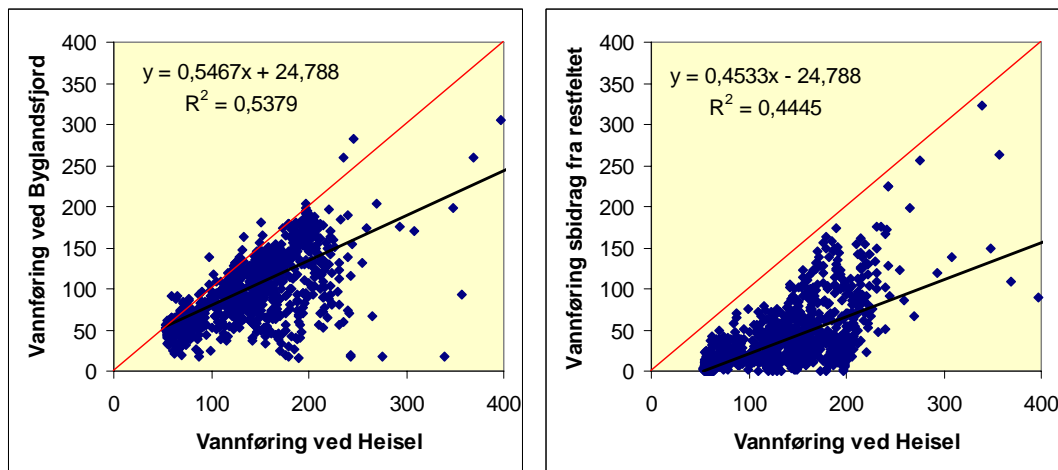 Vannføring ved Byglandsfjord
400
350
300
250
200
150
100
50
0
y = 0,5467x + 24,788
R² = 0,5379
0 100 200 300 400
Vannføring ved Heisel
Vannføring sbidrag fra restfeltet
400
350
300
250
200
150
100
50
0
y = 0,4533x - 24,788
R² = 0,4445
0 100 200 300 400
Vannføring ved Heisel